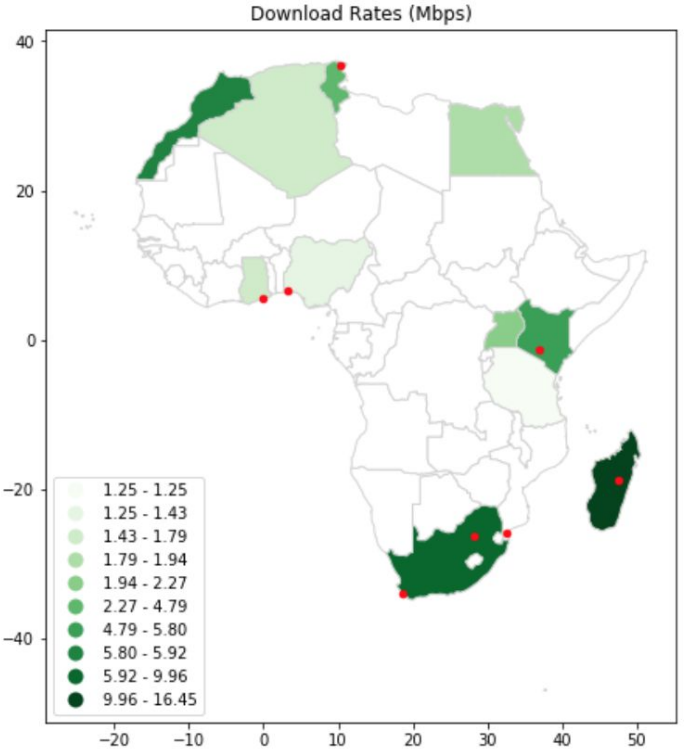 Download Rates (Mbps)
40
20
0
−20
−40
1.25 - 1.25
1.25 - 1.43
1.43 - 1.79
1.79 - 1.94
1.94 - 2.27
2.27 - 4.79
4.79 - 5.80
5.80 - 5.92
5.92 - 9.96
9.96 - 16.45
−20 −10 0 10 20 30 40 50